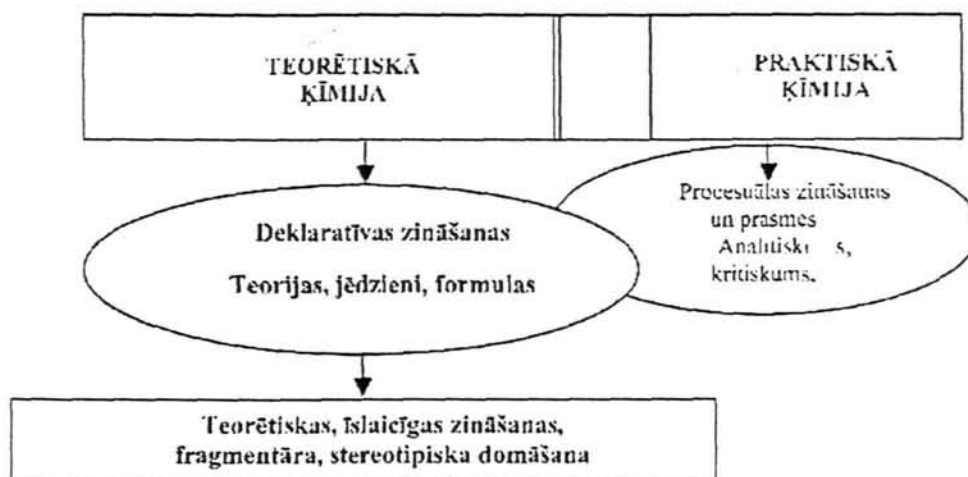 TEORĒTISKĀ
ĶĪMIJA
PRAKTISKĀ
ĶĪMIJA
Deklaratīvas zināšanas
Teorijas, jēdzieni, formulas
Procesuālas zināšanas
un prasmes
kritiskums.
Teorētiskas, īslaicīgas zināšanas,
fragmentāra, stereotipiska domāšana